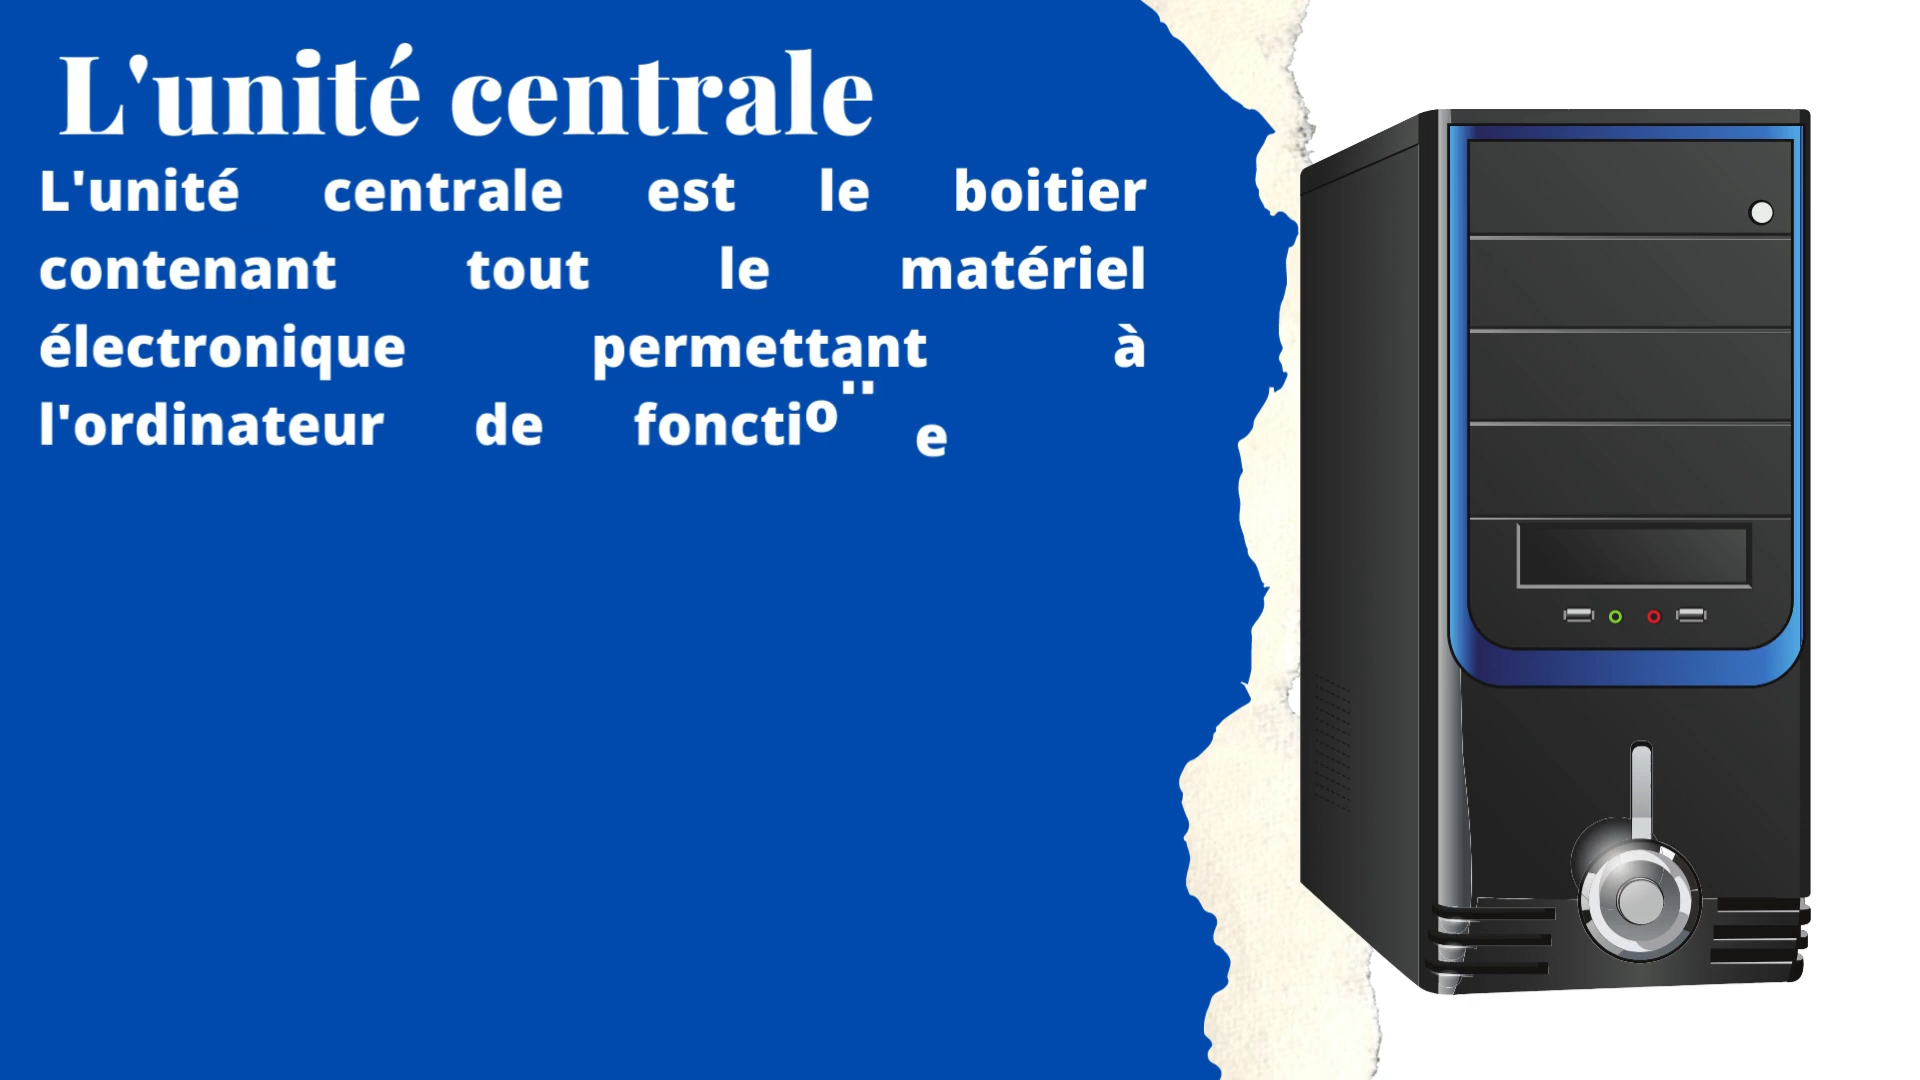 L'unité centrale
L'unité centrale est le boitier
contenant tout le matériel
électronique permettant à
l'ordinateur de